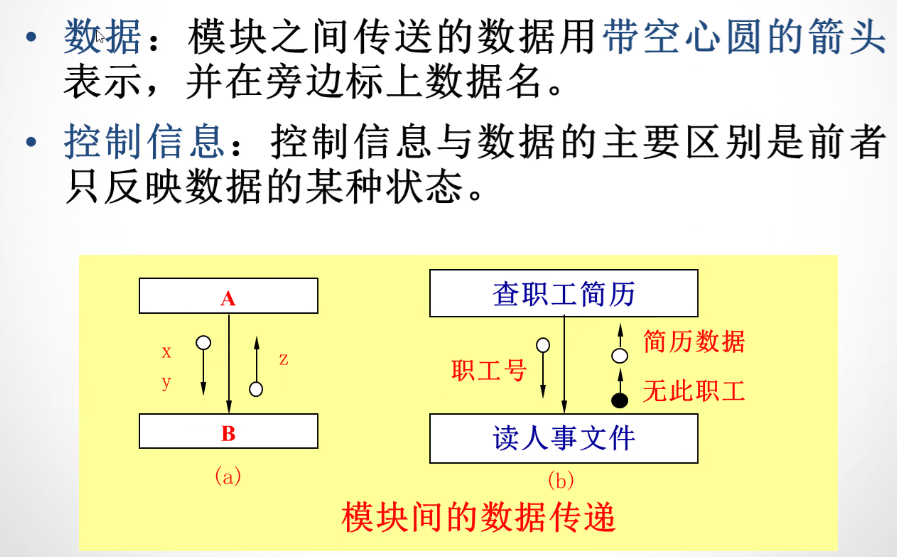 • 数据：模块之间传送的数据用带空心圆的箭头
表示，并在旁边标上数据名。
• 控制信息：控制信息与数据的主要区别是前者
只反映数据的某种状态。
A
x
y
z
B
(a)
查职工简历
职工号
简历数据
无此职工
读人事文件
(b)
模块间的数据传递